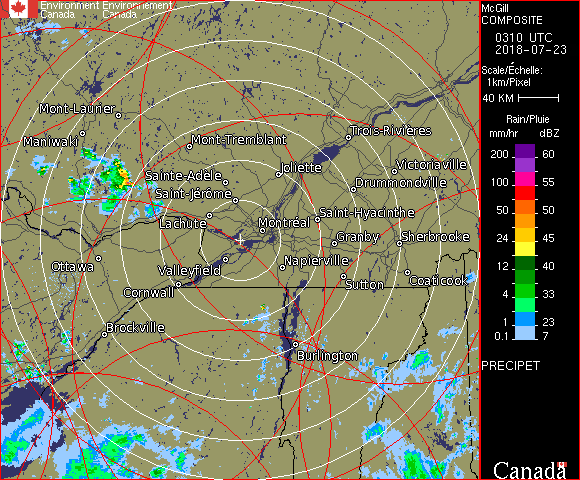 Environment Environnement
Canada Canada
McGill
COMPOSITE
0310 UTC
2018-07-23
Scale/Échelle:
1km/Pixel
40 KM
Rain/Pluie
mm/hr dBZ
200 60
100 55
50 50
24 45
12 40
4 33
1 23
0.1 7
PRECIPET
Canada
Mont-Laurier
Maniwaki
Mont-Tremblant
Trois-Rivières
Joliette
Victoriaville
Sainte-Adèle
Drummondville
Saint-Jérôme
Saint-Hyacinthe
Lachute
Montréal
Granby
Sherbrooke
Ottawa
Valleyfield
Napierville
Coaticook
Cornwall
Sutton
Brockville
Burlington